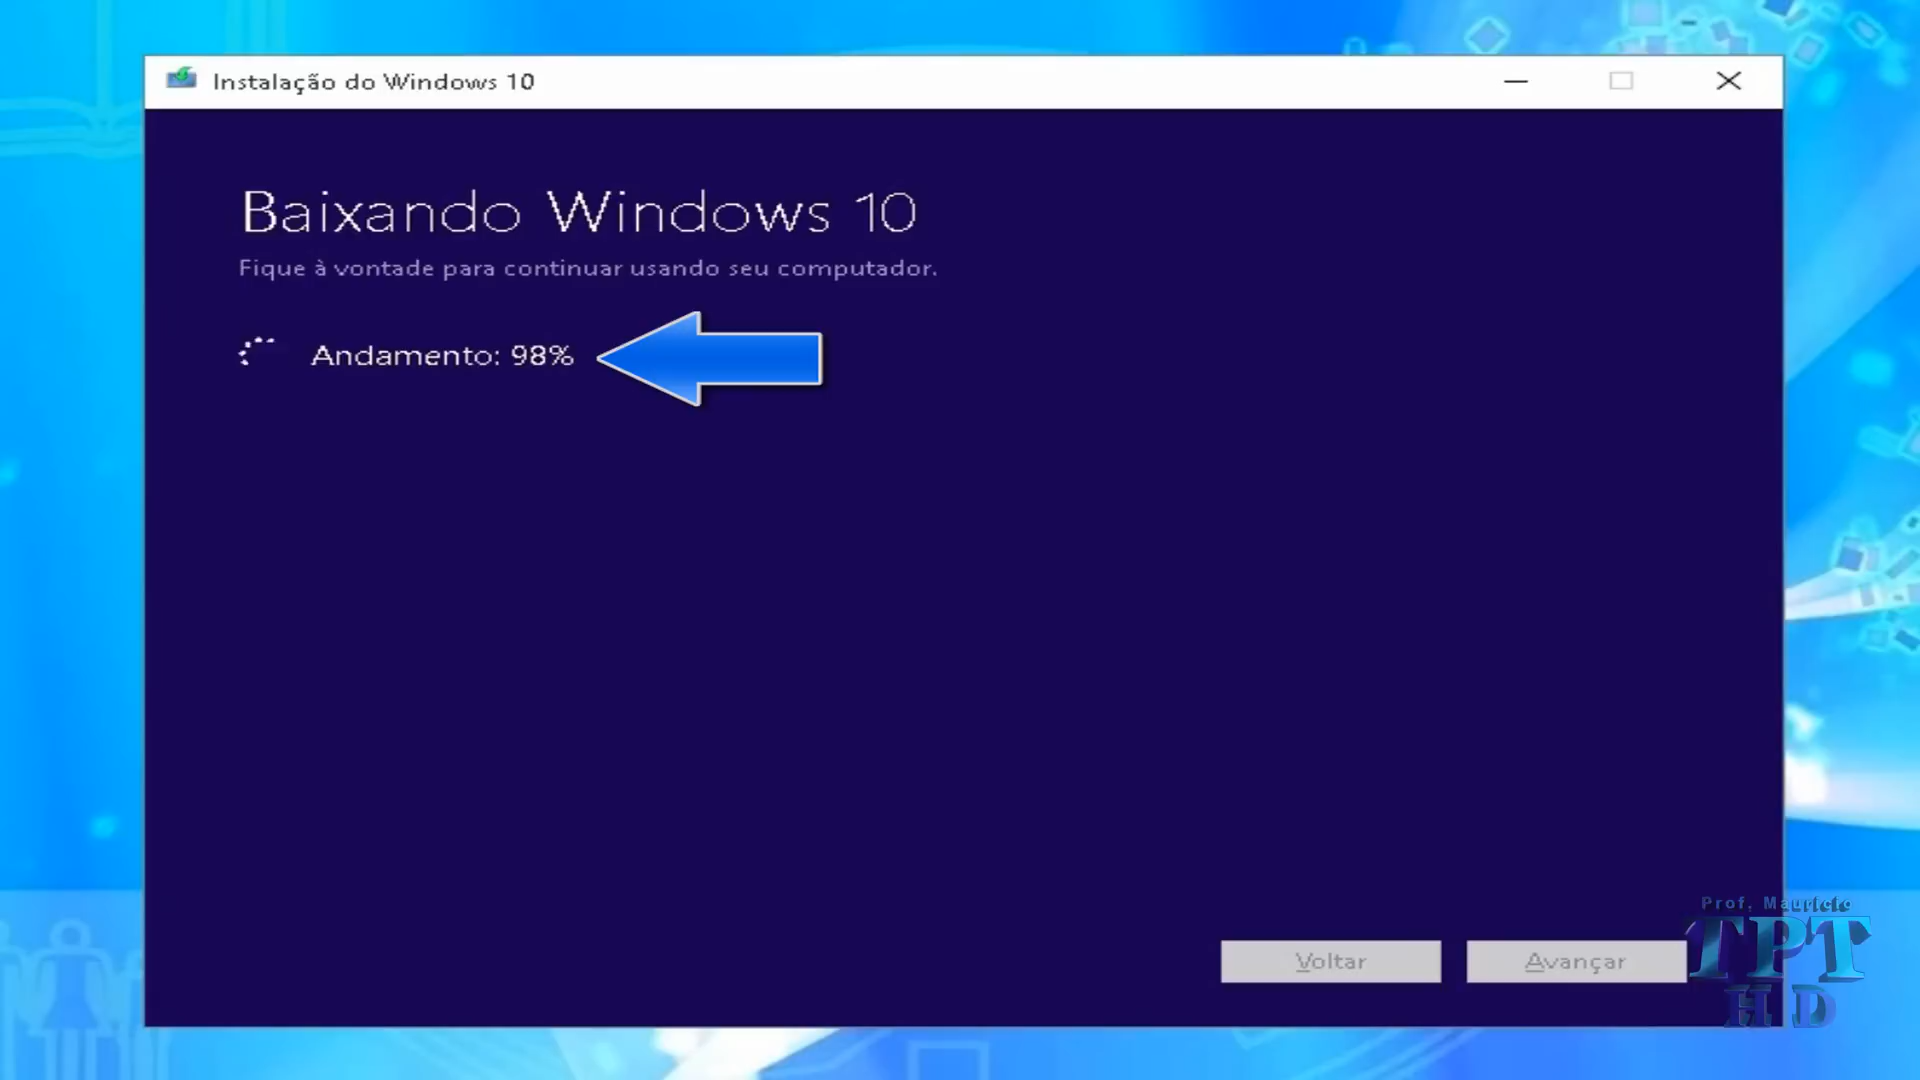 Instalação do Windows 10
Baixando Windows 10
Fique à vontade para continuar usando seu computador.
Andamento: 98%
Voltar
Avançar
Prof. Mauricio
TPT
HD